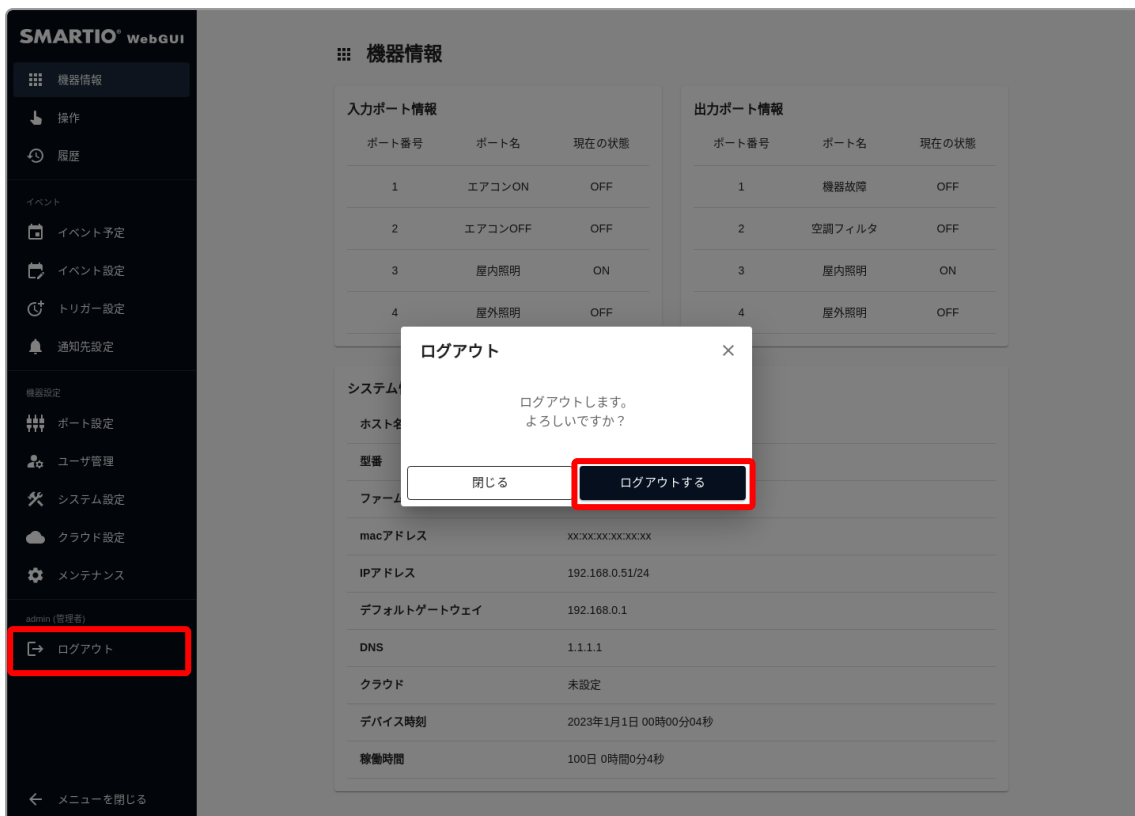 SMARTIO® WebGUI
機器情報
操作
履歴
イベント
イベント予定
イベント設定
トリガー設定
通知先設定
機器設定
ポート設定
ユーザ管理
システム設定
クラウド設定
メンテナンス
admin (管理者)
ログアウト
メニューを閉じる
機器情報
入力ポート情報
ポート番号 ポート名 現在の状態
1 エアコンON OFF
2 エアコンOFF OFF
3 屋内照明 ON
4 屋外照明 OFF
出力ポート情報
ポート番号 ポート名 現在の状態
1 機器故障 OFF
2 空調フィルタ OFF
3 屋内照明 ON
4 屋外照明 OFF
ログアウト
ログアウトします。
よろしいですか？
閉じる ログアウトする
システム
ホスト名
型番
ファーム
macアドレス xx:xx:xx:xx:xx:xx
IPアドレス 192.168.0.51/24
デフォルトゲートウェイ 192.168.0.1
DNS 1.1.1.1
クラウド 未設定
デバイス時刻 2023年1月1日 00時00分04秒
稼働時間 100日 0時間0分4秒